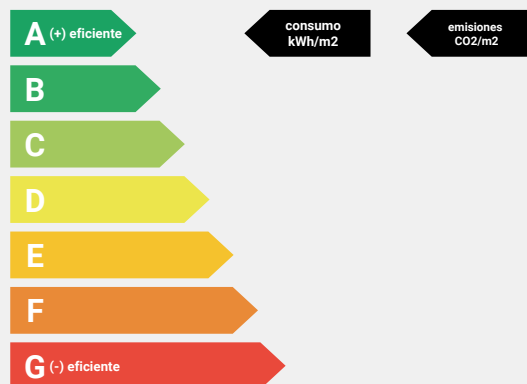 A (+) eficiente
consumo
kWh/m2
emisiones
CO2/m2
B
C
D
E
F
G (-) eficiente